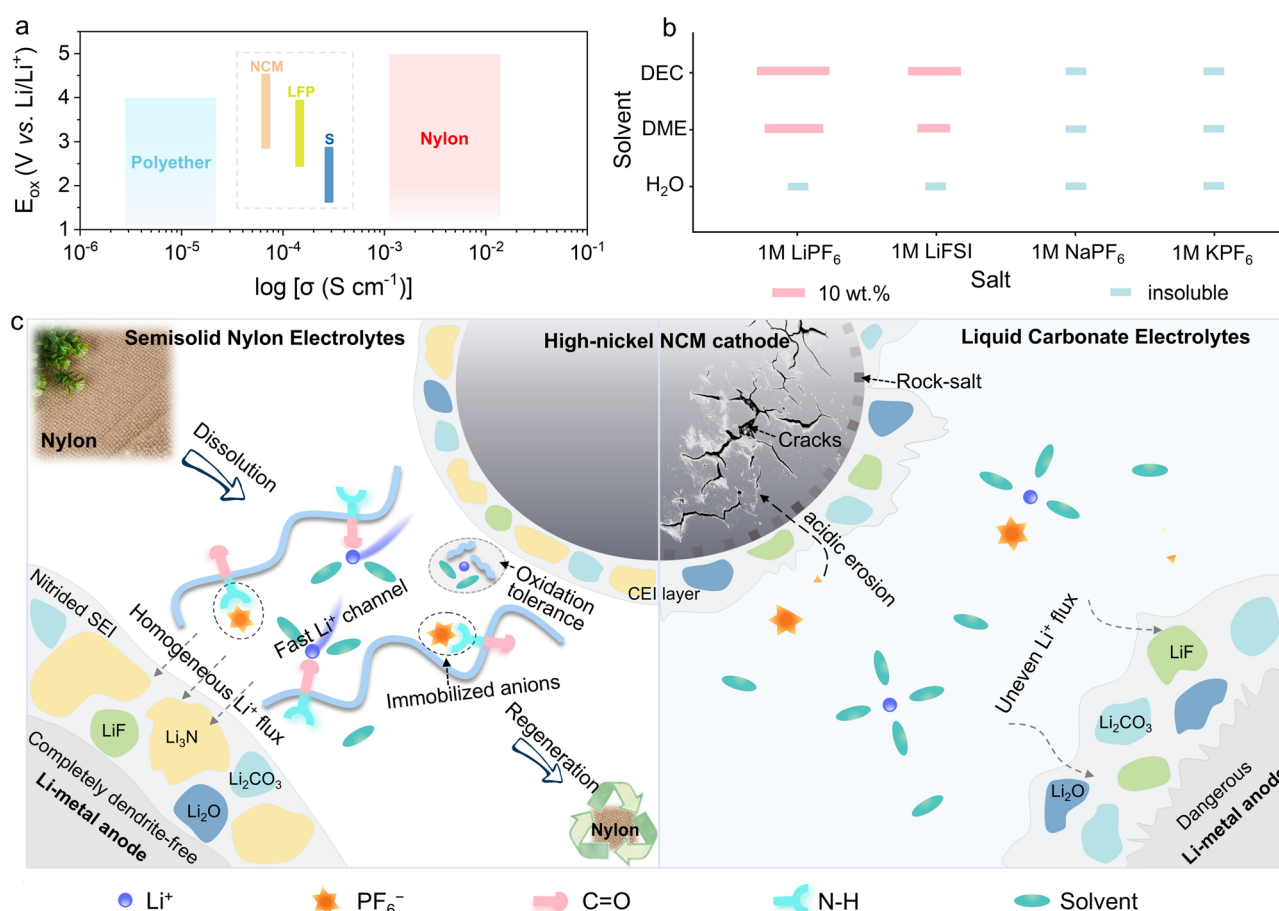 a
E_ox (V vs. Li/Li⁺)
5
4
3
2
1
Polyether
NCM
LFP
S
Nylon
10⁻⁶
10⁻⁵
10⁻⁴
10⁻³
10⁻²
10⁻¹
log [σ (S cm⁻¹)]
b
Solvent
DEC
DME
H₂O
1M LiPF₆
1M LiFSI
1M NaPF₆
1M KPF₆
Salt
10 wt.%
insoluble
c
Semisolid Nylon Electrolytes
High-nickel NCM cathode
Liquid Carbonate Electrolytes
Nylon
Dissolution
Rock-salt
Cracks
acidic erosion
CEI layer
Oxidation
tolerance
Fast Li⁺ channel
Immobilized anions
Nitrided SEI
Homogeneous Li⁺ flux
LiF
Li₃N
Li₂CO₃
Li₂O
Completely dendrite-free
Li-metal anode
Regeneration
Nylon
Uneven Li⁺ flux
LiF
Li₂CO₃
Li₂O
Dangerous
Li-metal anode
Li⁺
PF₆⁻
C=O
N-H
Solvent